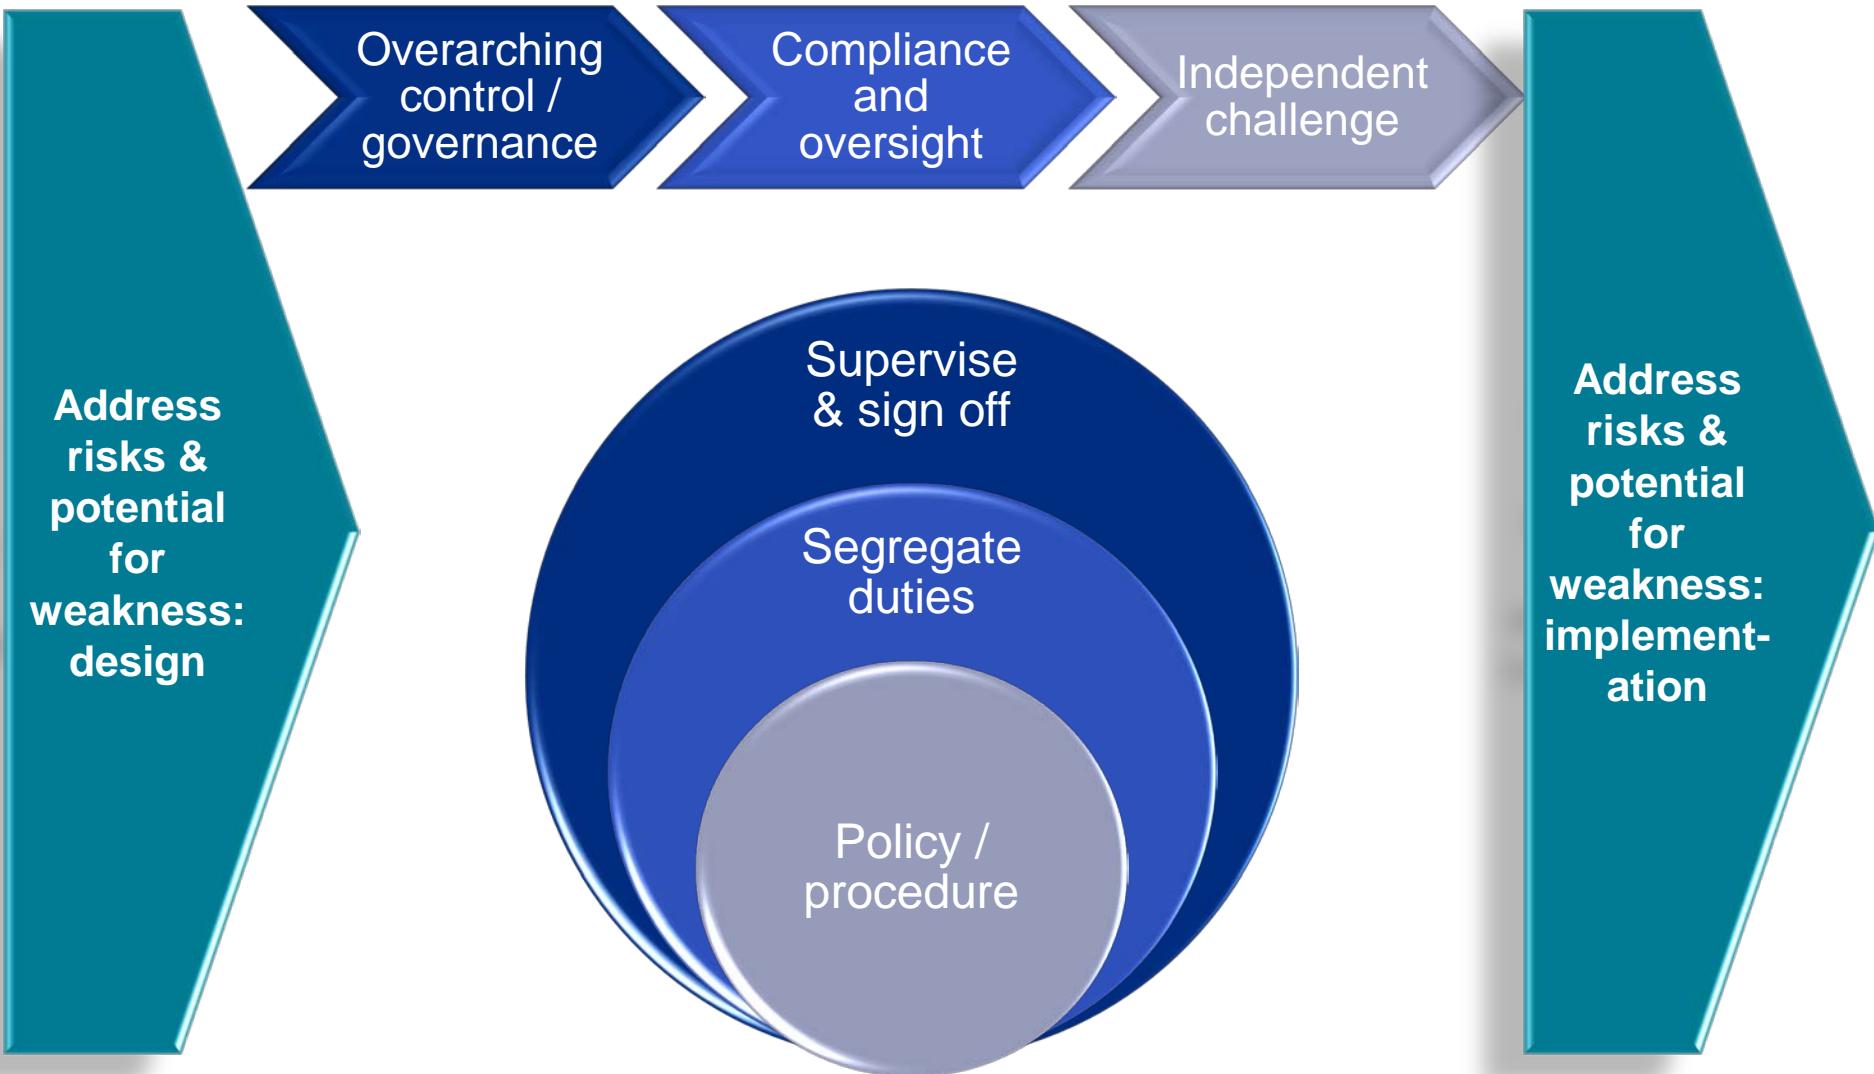 Overarching
control /
governance
Compliance
and
oversight
Independent
challenge
Address
risks &
potential
for
weakness:
design
Supervise
& sign off
Segregate
duties
Policy /
procedure
Address
risks &
potential
for
weakness:
implement-
ation